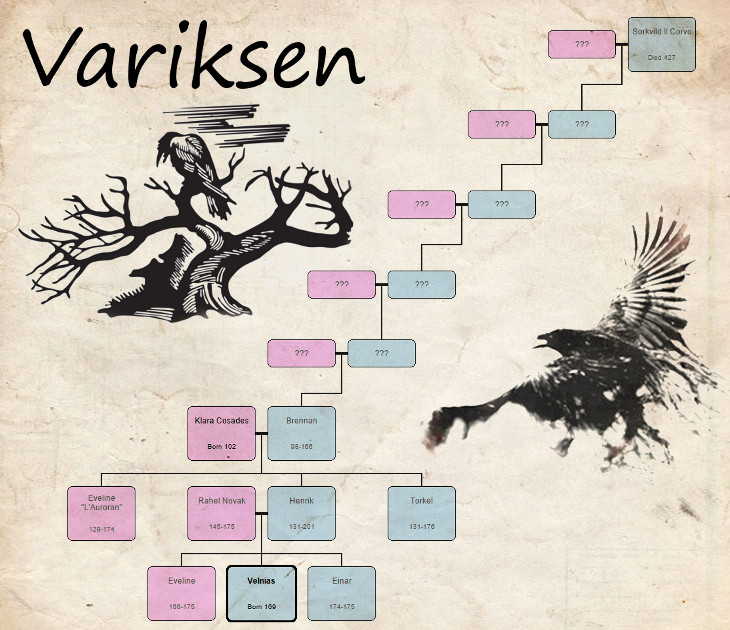 Variksen
???
Sorkvild II Corvo
Died 427
???
???
???
???
???
???
???
???
Klara Cosades
Born 102
Brennan
98-166
Eveline
"L'Auroran"
129-174
Rahel Novak
145-175
Henrik
131-201
Torkel
131-176
Eveline
166-175
Velnias
Born 169
Einar
174-175